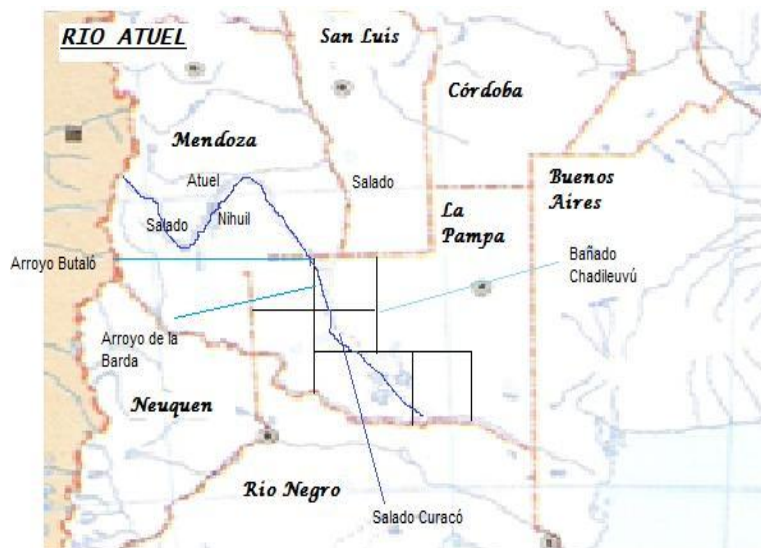 RIO ATUEL
San Luis
Córdoba
Mendoza
Buenos
Aires
Atuel
Salado
Salado
Nihuil
La
Pampa
Arroyo Butaló
Bañado
Chadileuvú
Arroyo de la
Barda
Neuquen
Rio Negro
Salado Curacó